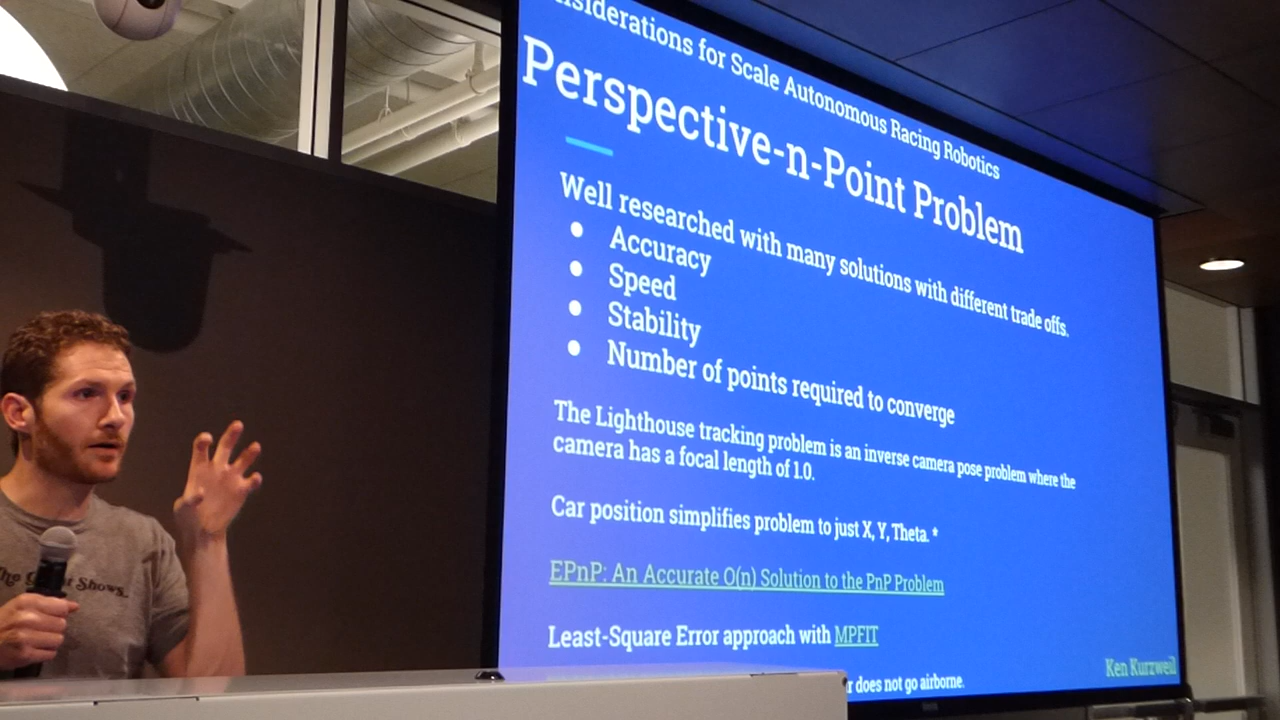 nsiderations for Scale Autonomous Racing Robotics
Perspective-n-Point Problem
Well researched with many solutions with different trade offs.
● Accuracy
● Speed
● Stability
● Number of points required to converge
The Lighthouse tracking problem is an inverse camera pose problem where the
camera has a focal length of 1.0.
Car position simplifies problem to just X, Y, Theta. *
EPnP: An Accurate O(n) Solution to the PnP Problem
Least-Square Error approach with MPFIT
r does not go airborne.
Ken Kurzweil
Shows